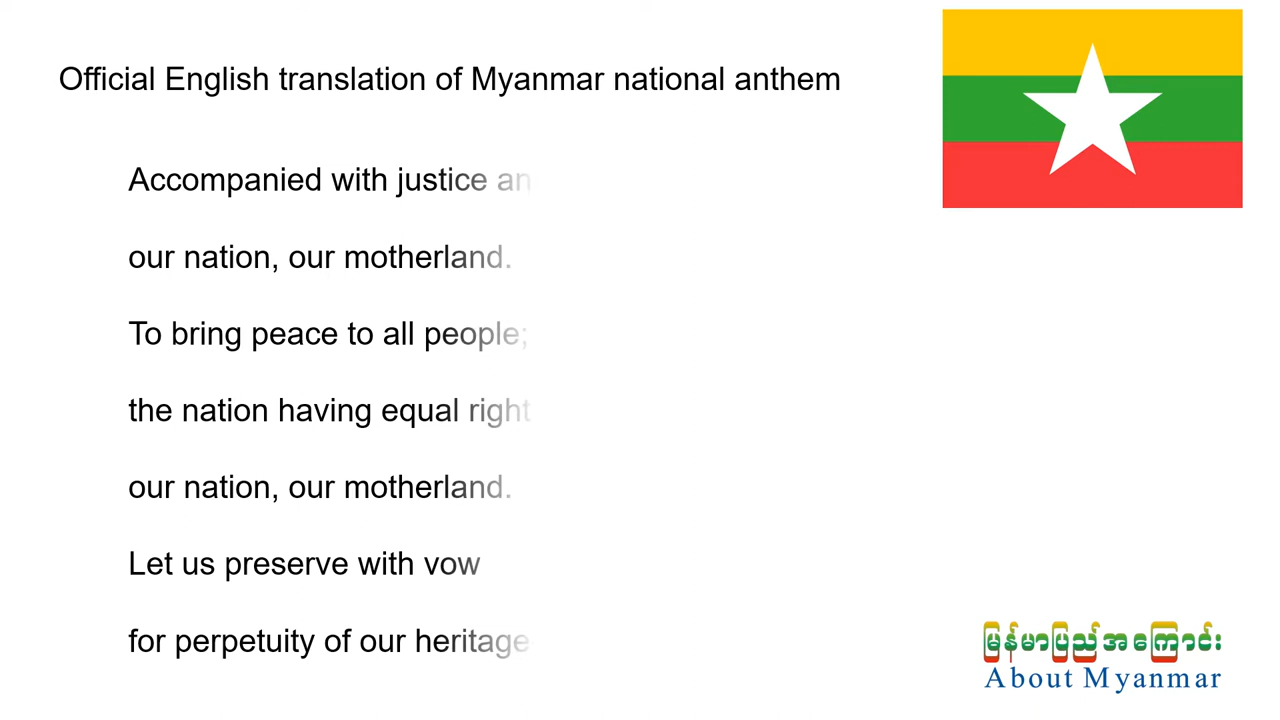 Official English translation of Myanmar national anthem
Accompanied with justice an
our nation, our motherland.
To bring peace to all people;
the nation having equal right
our nation, our motherland.
Let us preserve with vow
for perpetuity of our heritage
မြန်မာပြည်အကြောင်း
About Myanmar